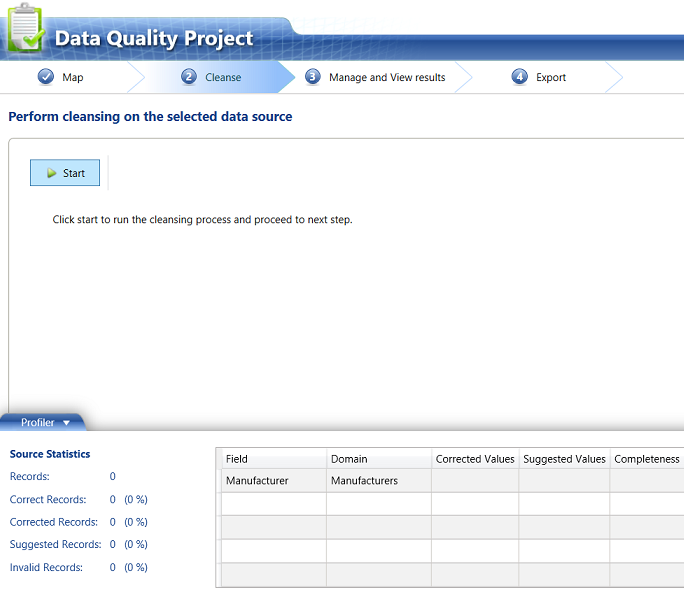 Data Quality Project
Map 2 Cleanse 3 Manage and View results 4 Export
Perform cleansing on the selected data source
Start
Click start to run the cleansing process and proceed to next step.
Profiler
Source Statistics
Records: 0
Correct Records: 0 (0 %)
Corrected Records: 0 (0 %)
Suggested Records: 0 (0 %)
Invalid Records: 0 (0 %)
Field Domain Corrected Values Suggested Values Completeness
Manufacturer Manufacturers